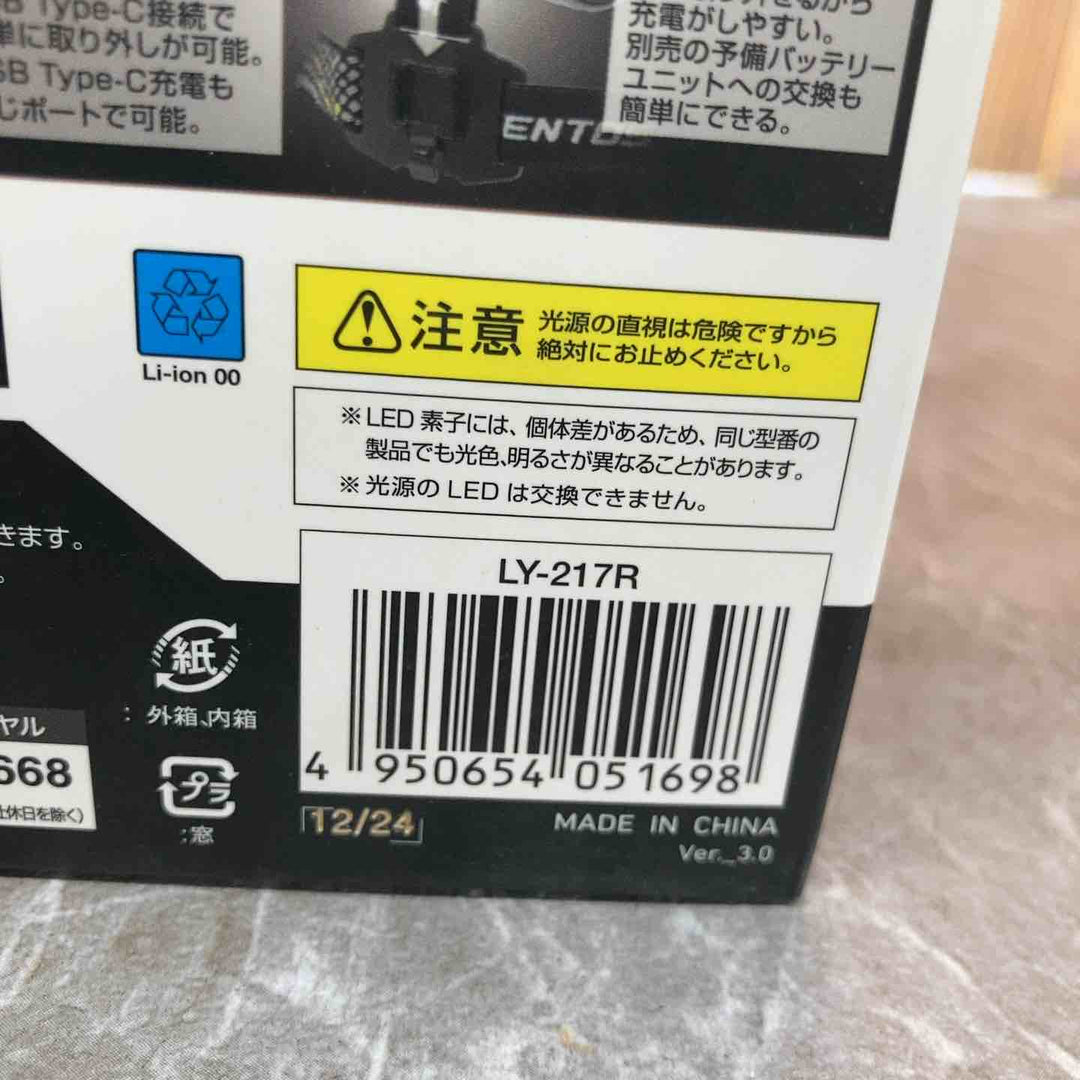 Type-C接続で
単に取り外しが可能。
SB Type-C充電も
じポートで可能。
充電がしやすい。
別売の予備バッテリー
ユニットへの交換も
簡単にできる。
ENTOS
Li-ion 00
注意
光源の直視は危険ですから
絶対にお止めください。
※LED 素子には、個体差があるため、同じ型番の
製品でも光色、明るさが異なることがあります。
※光源のLEDは交換できません。
きます。
。
LY-217R
4 950654 051698
紙
：外箱、内箱
プラ
：窓
ヤル
668
社休日を除く)
12/24
MADE IN CHINA
Ver._3.0